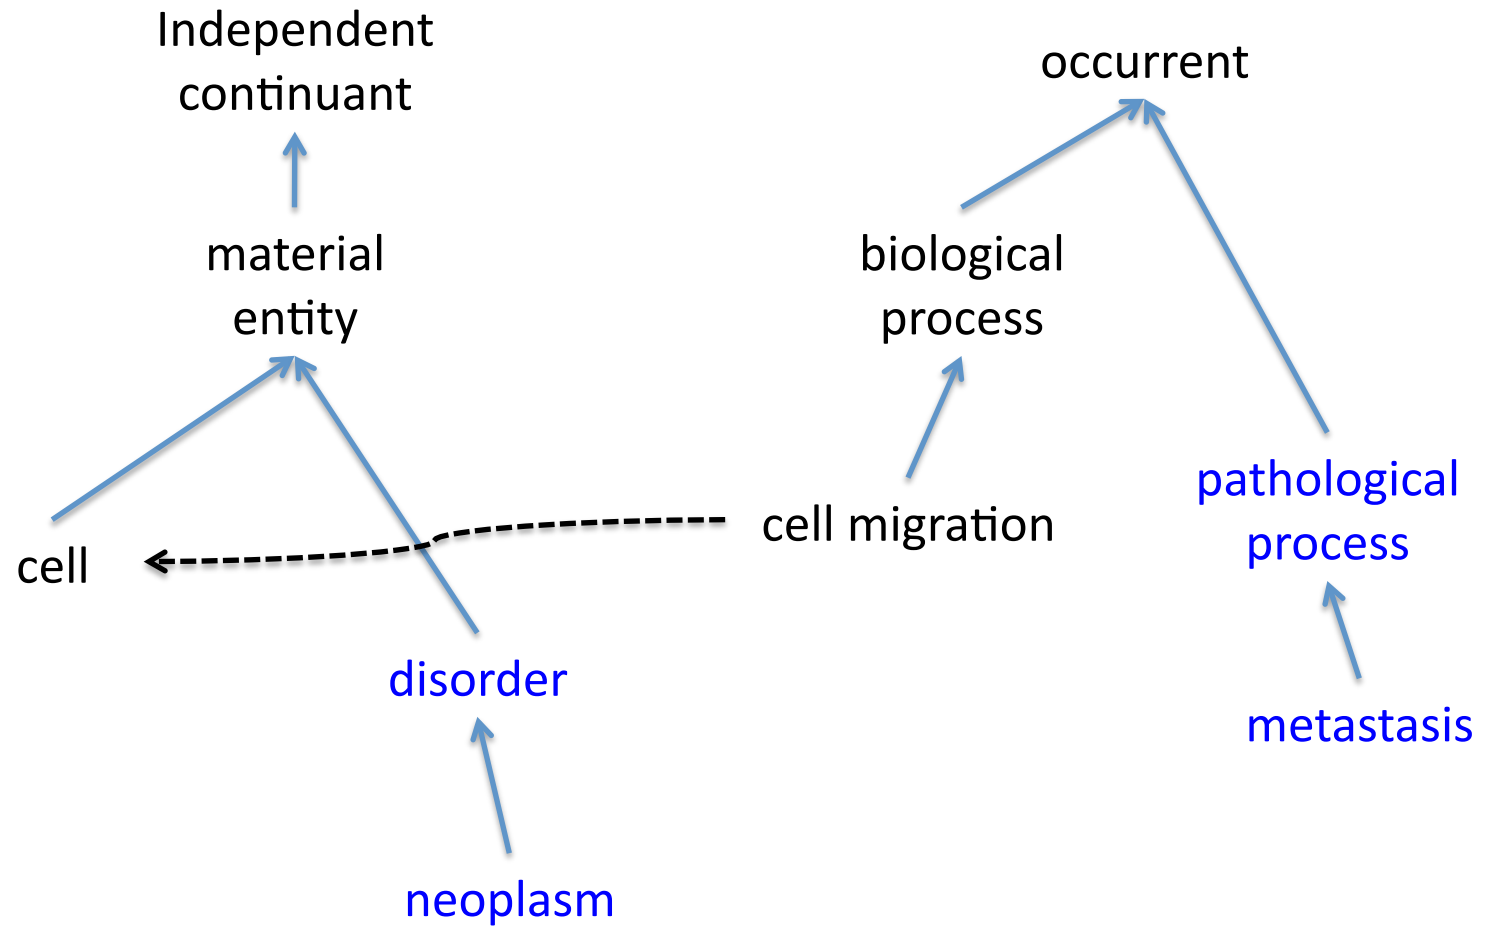 Independent
continuant
occurrent
material
entity
biological
process
pathological
process
cell
cell migration
disorder
metastasis
neoplasm